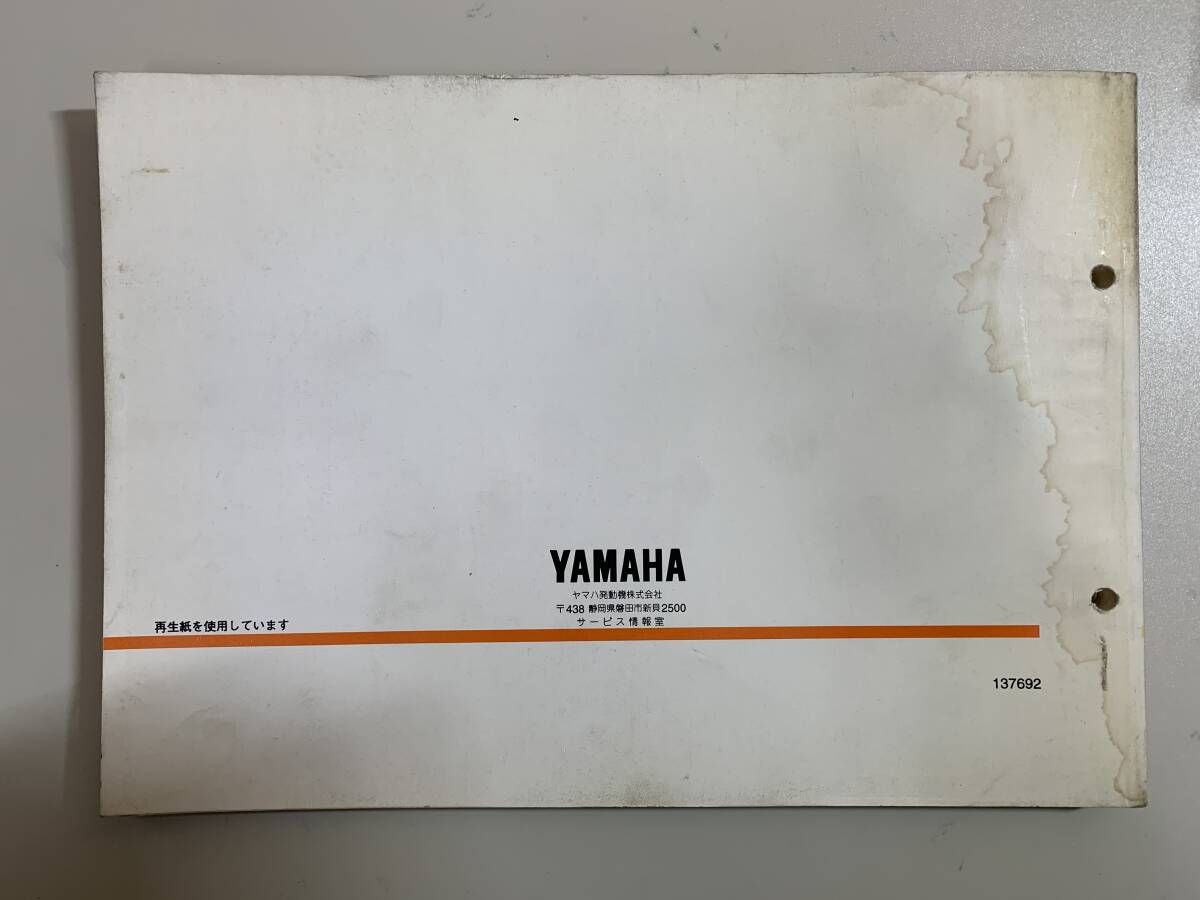 YAMAHA
ヤマハ発動機株式会社
〒438 静岡県磐田市新貝2500
サービス情報室
再生紙を使用しています
137692